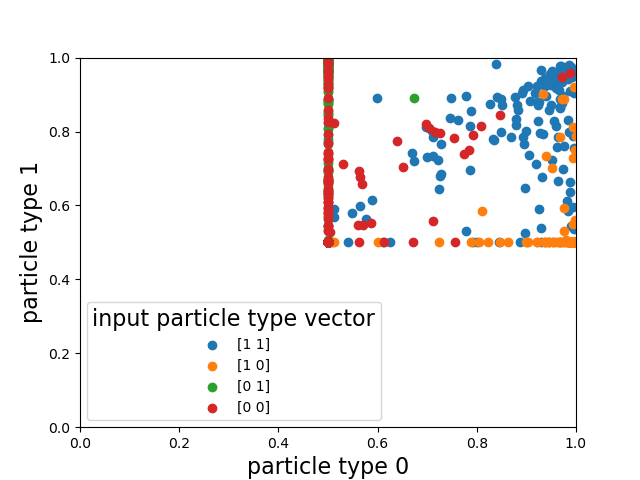 1.0
0.8
0.6
0.4
0.2
0.0
particle type 1
input particle type vector
[1 1]
[1 0]
[0 1]
[0 0]
0.0 0.2 0.4 0.6 0.8 1.0
particle type 0